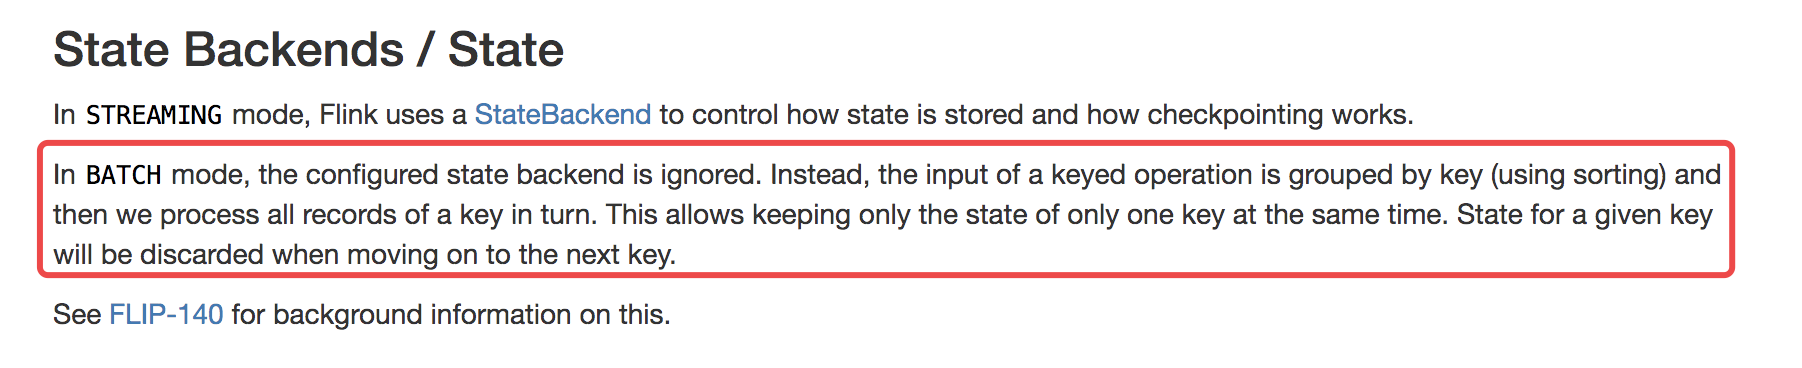 State Backends / State
In STREAMING mode, Flink uses a StateBackend to control how state is stored and how checkpointing works.
In BATCH mode, the configured state backend is ignored. Instead, the input of a keyed operation is grouped by key (using sorting) and
then we process all records of a key in turn. This allows keeping only the state of only one key at the same time. State for a given key
will be discarded when moving on to the next key.
See FLIP-140 for background information on this.